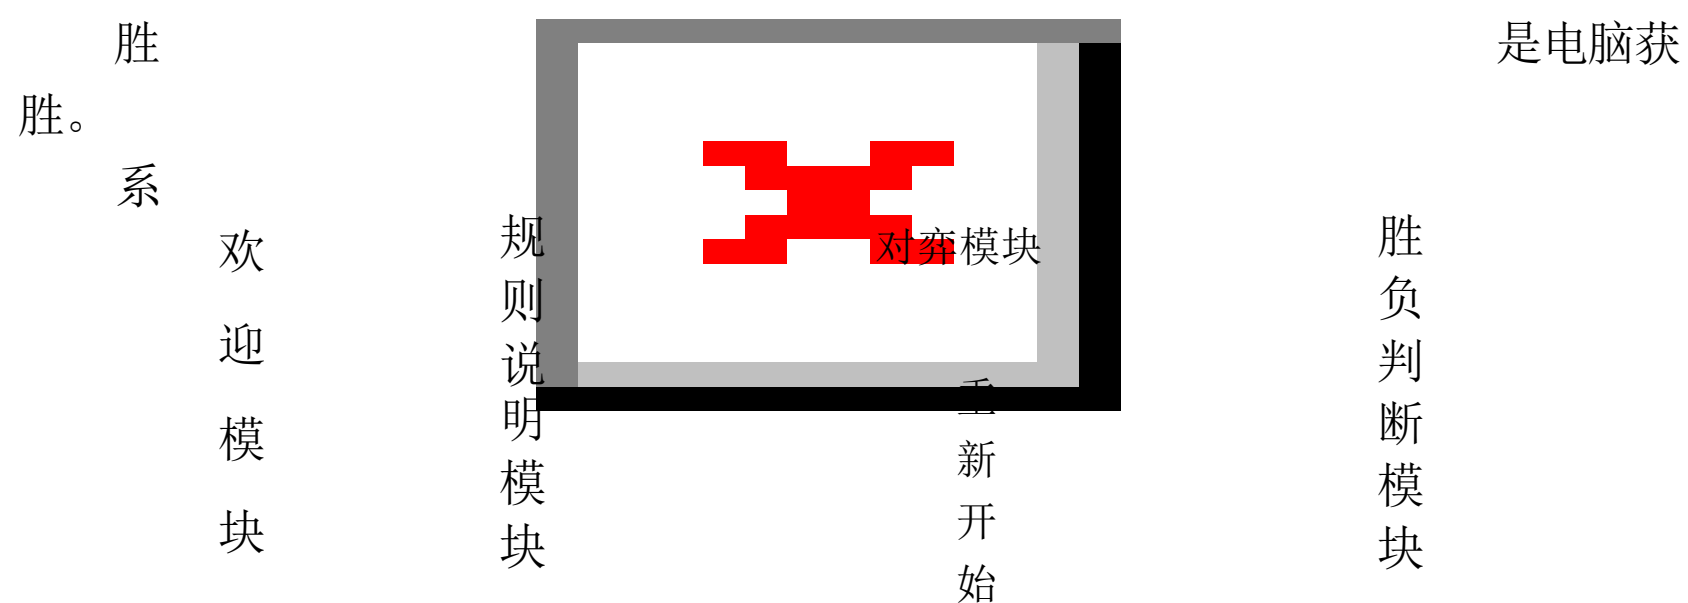 胜 是电脑获
胜。
系
欢迎模块
规则说明模块
对弈模块
重新开始
胜负判断模块